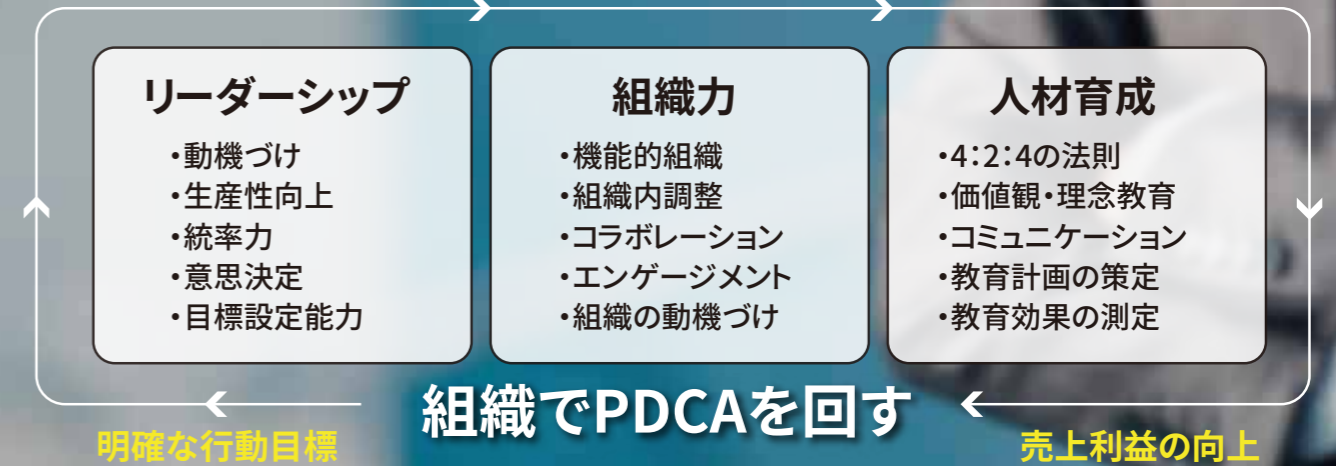 リーダーシップ
・動機づけ
・生産性向上
・統率力
・意思決定
・目標設定能力
組織力
・機能的組織
・組織内調整
・コラボレーション
・エンゲージメント
・組織の動機づけ
人材育成
・4：2：4の法則
・価値観・理念教育
・コミュニケーション
・教育計画の策定
・教育効果の測定
組織でPDCAを回す
明確な行動目標
売上利益の向上